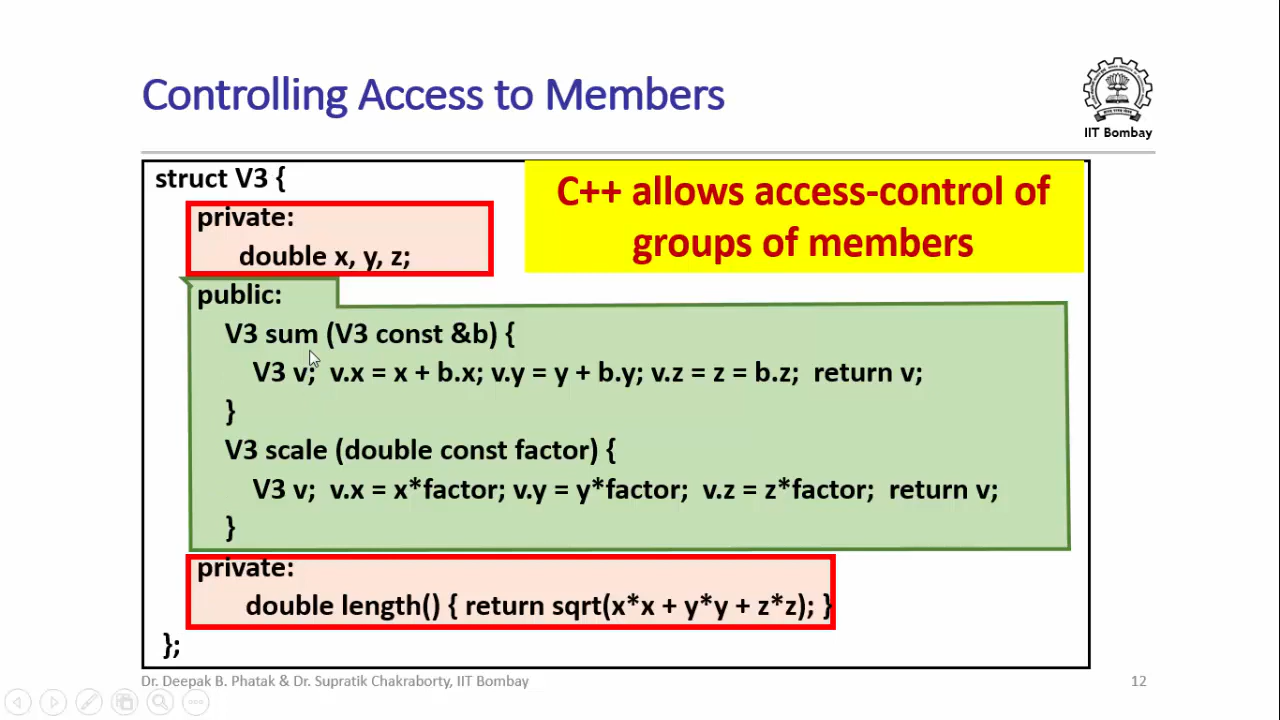 Controlling Access to Members
IIT Bombay
struct V3 {
C++ allows access-control of
groups of members
private:
double x, y, z;
public:
V3 sum (V3 const &b) {
V3 v; v.x = x + b.x; v.y = y + b.y; v.z = z = b.z; return v;
}
V3 scale (double const factor) {
V3 v; v.x = x*factor; v.y = y*factor; v.z = z*factor; return v;
}
private:
double length() { return sqrt(x*x + y*y + z*z); }
};
Dr. Deepak B. Phatak & Dr. Supratik Chakraborty, IIT Bombay
12